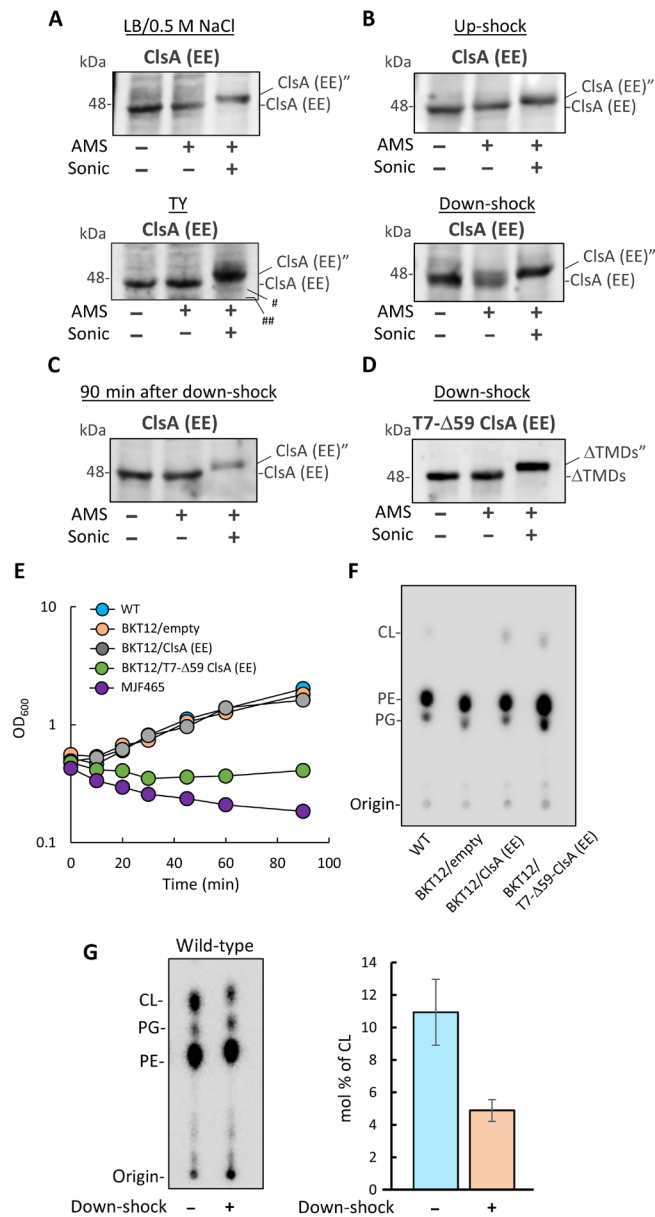 A
LB/0.5 M NaCl
ClsA (EE)
kDa
48-
ClsA (EE)”
ClsA (EE)
AMS – + +
Sonic – – +
TY
ClsA (EE)
kDa
48-
ClsA (EE)”
ClsA (EE)
#
##
AMS – + +
Sonic – – +
B
Up-shock
ClsA (EE)
kDa
48-
ClsA (EE)”
ClsA (EE)
AMS – + +
Sonic – – +
Down-shock
ClsA (EE)
kDa
48-
ClsA (EE)”
ClsA (EE)
AMS – + +
Sonic – – +
C
90 min after down-shock
ClsA (EE)
kDa
48-
ClsA (EE)”
-ClsA (EE)
AMS – + +
Sonic – – +
D
Down-shock
T7-Δ59 ClsA (EE)
kDa
48-
ΔTMDs”
ΔTMDs
AMS – + +
Sonic – – +
E
WT
BKT12/empty
BKT12/ClsA (EE)
BKT12/T7-Δ59 ClsA (EE)
MJF465
10
1
0.1
OD600
0 20 40 60 80 100
Time (min)
F
CL-
PE-
PG-
Origin-
WT
BKT12/empty
BKT12/ClsA (EE)
BKT12/
T7-Δ59-ClsA (EE)
G
Wild-type
CL-
PG-
PE-
Origin-
Down-shock – +
14
12
10
8
6
4
2
0
mol % of CL
Down-shock – +